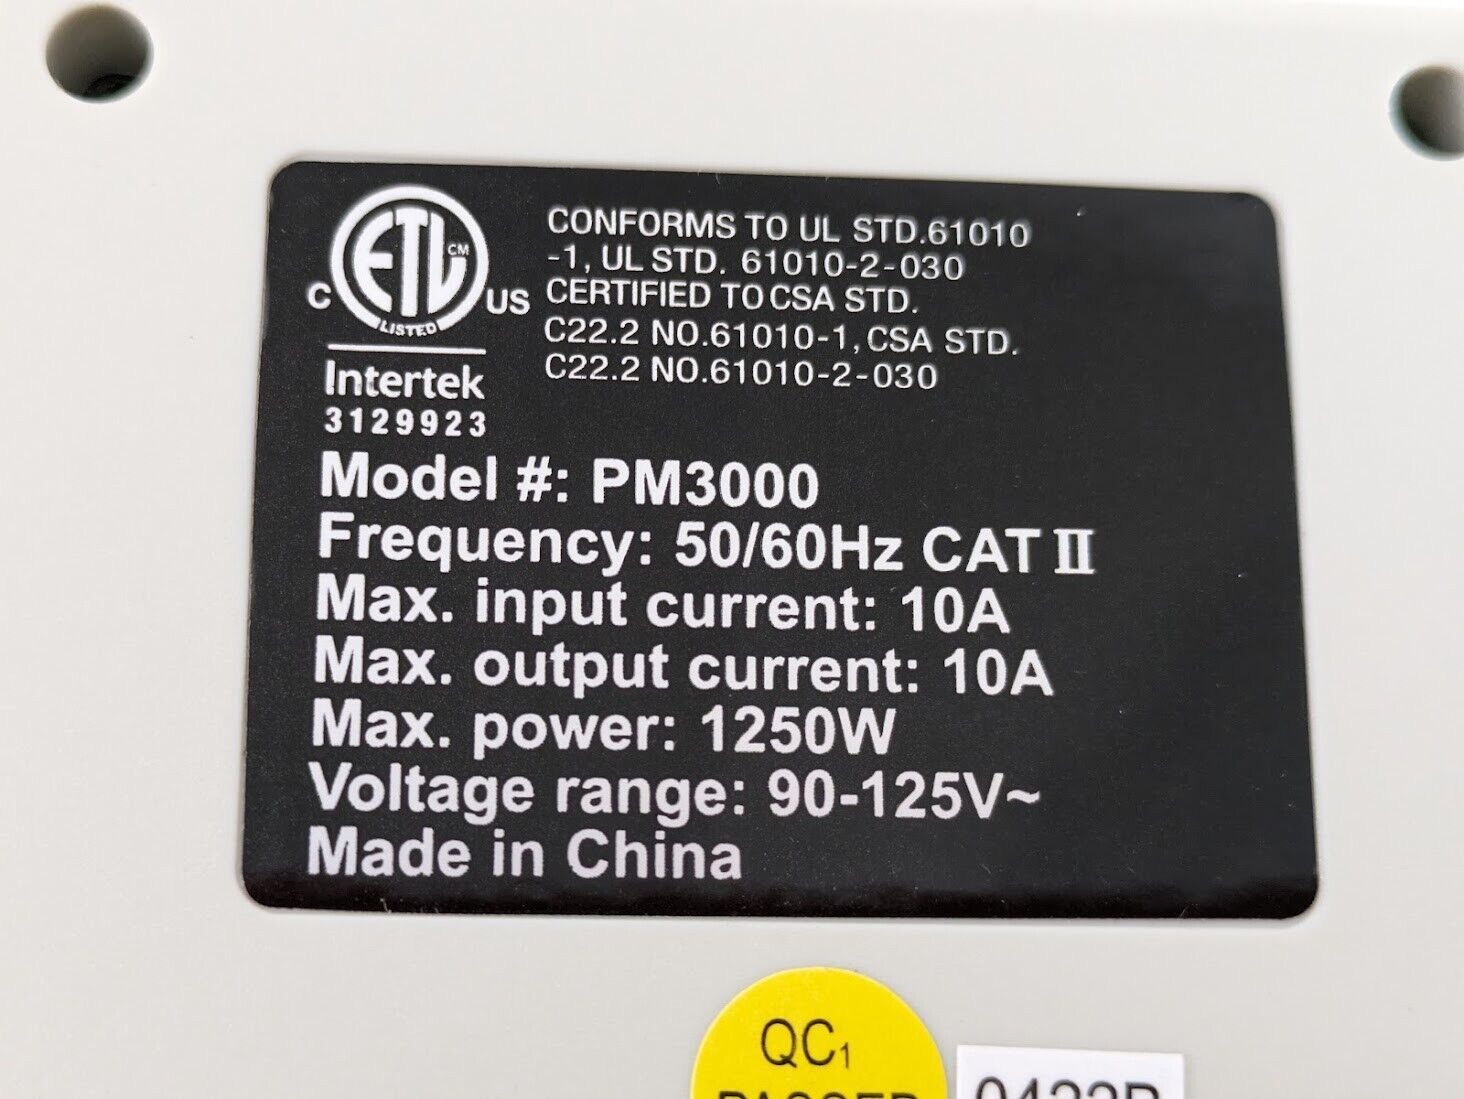 ETL CM
LISTED
C US
Intertek
3129923
CONFORMS TO UL STD.61010
-1, UL STD. 61010-2-030
CERTIFIED TO CSA STD.
C22.2 NO.61010-1, CSA STD.
C22.2 NO.61010-2-030
Model #: PM3000
Frequency: 50/60Hz CAT II
Max. input current: 10A
Max. output current: 10A
Max. power: 1250W
Voltage range: 90-125V~
Made in China
QC1
PASSED